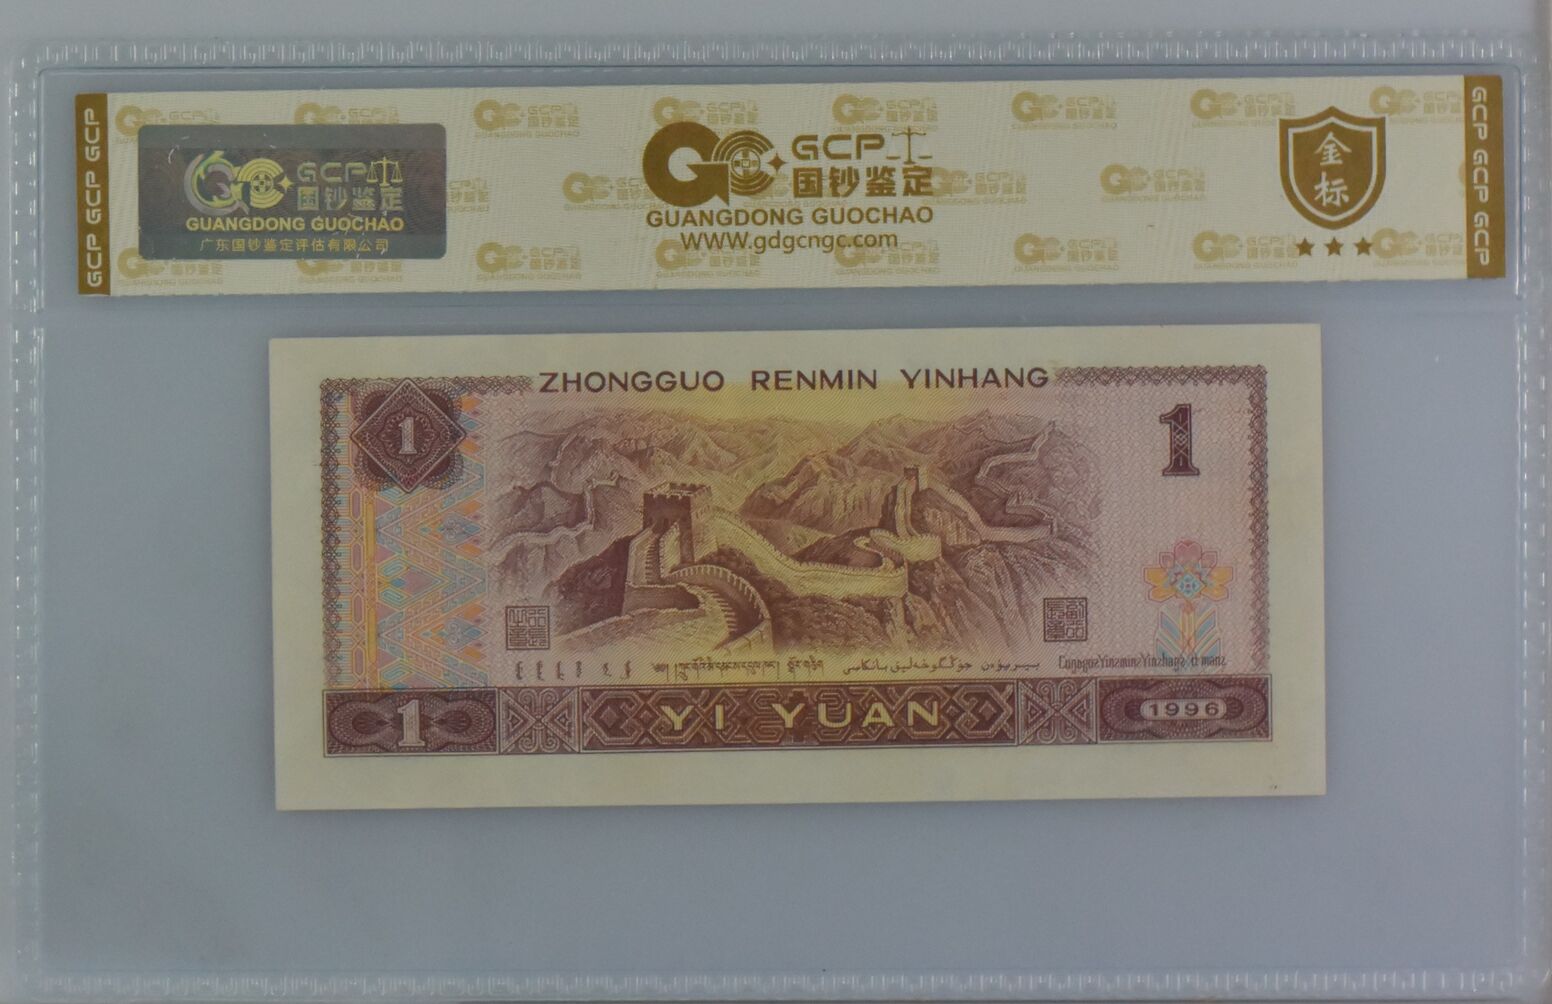 GCP GCP GCP
GCP
国钞鉴定
GUANGDONG GUOCHAO
广东国钞鉴定评估有限公司
GCP
国钞鉴定
GUANGDONG GUOCHAO
WWW.gdgcngc.com
金标
GCP GCP GCP
ZHONGGUO RENMIN YINHANG
1
1
1
YI YUAN
1996